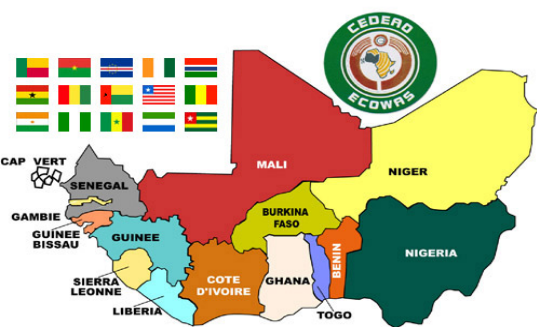 CEDEAO
ECOWAS
CAP VERT
SENEGAL
MALI
NIGER
GAMBIE
GUINEE
BISSAU
GUINEE
BURKINA
FASO
NIGERIA
SIERRA
LEONNE
LIBERIA
COTE
D'IVOIRE
GHANA
TOGO
BENIN